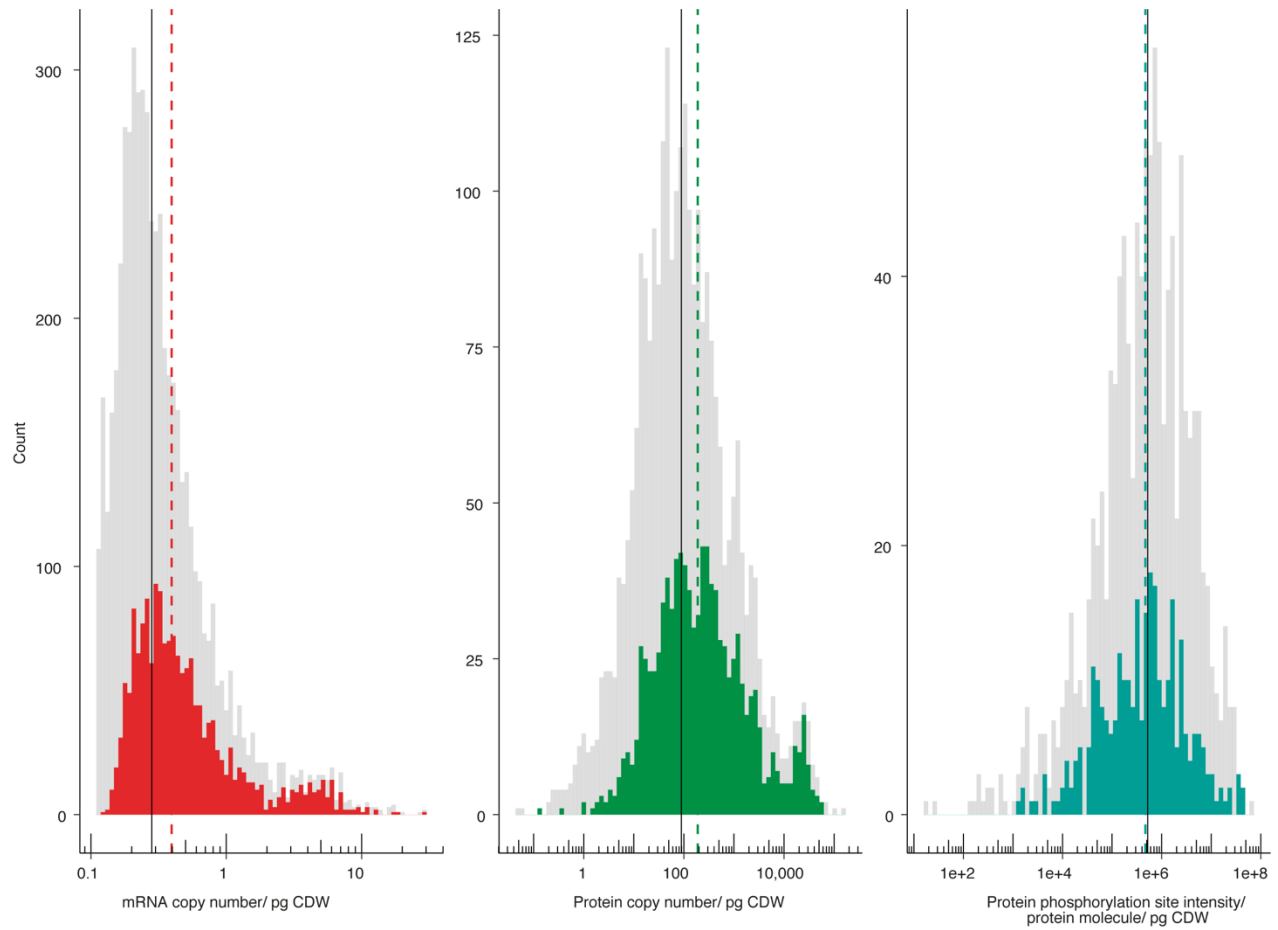 Count
300
200
100
0
0.1 1 10
mRNA copy number/ pg CDW
125
100
75
50
25
0
1 100 10,000
Protein copy number/ pg CDW
40
20
0
1e+2 1e+4 1e+6 1e+8
Protein phosphorylation site intensity/
protein molecule/ pg CDW